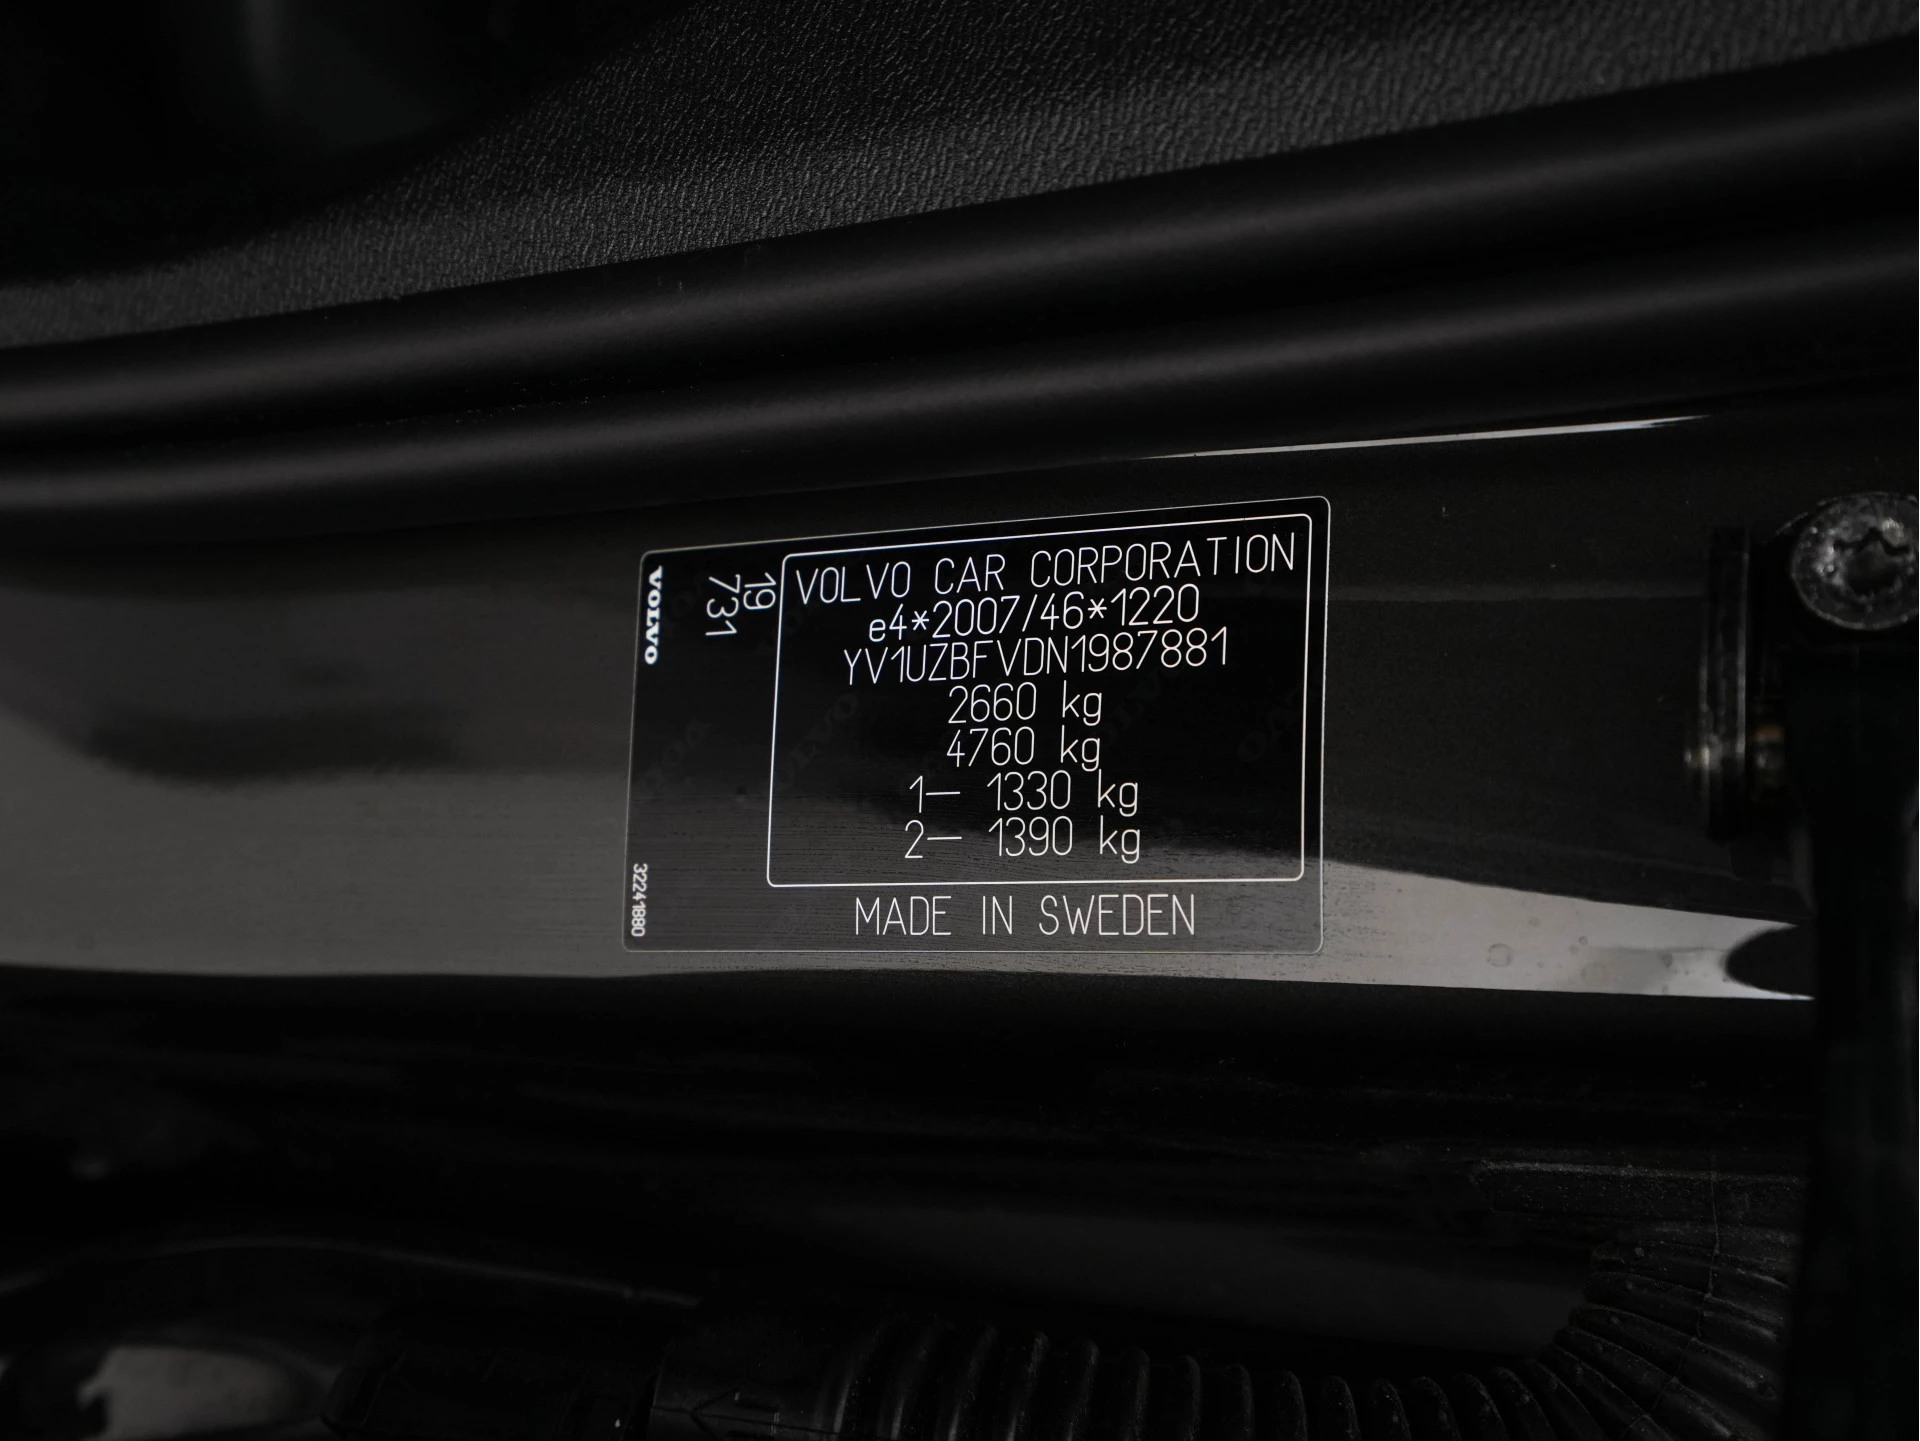 VOLVO CAR CORPORATION
e4*2007/46*1220
YV1UZBFVDN1987881
2660 kg
4760 kg
1– 1330 kg
2– 1390 kg
MADE IN SWEDEN
19
731
VOLVO
32241880